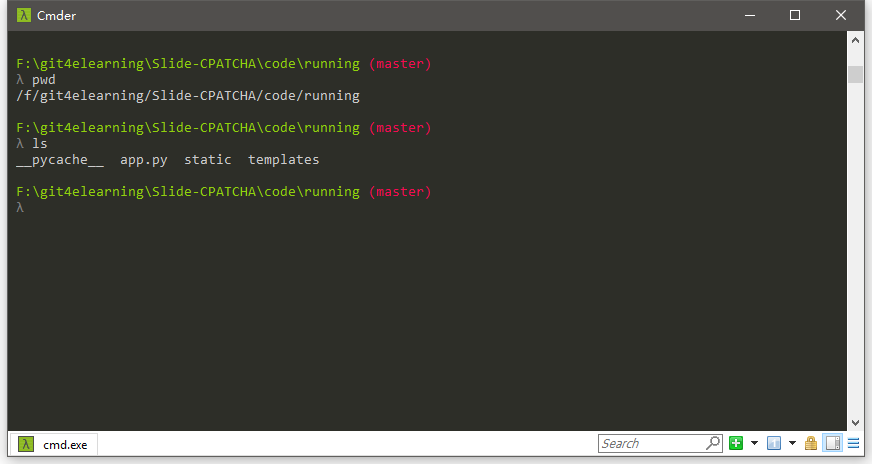 Cmder
F:\git4elearning\Slide-CPATCHA\code\running (master)
λ pwd
/f/git4elearning/Slide-CPATCHA/code/running
F:\git4elearning\Slide-CPATCHA\code\running (master)
λ ls
__pycache__  app.py  static  templates
F:\git4elearning\Slide-CPATCHA\code\running (master)
λ
cmd.exe
Search